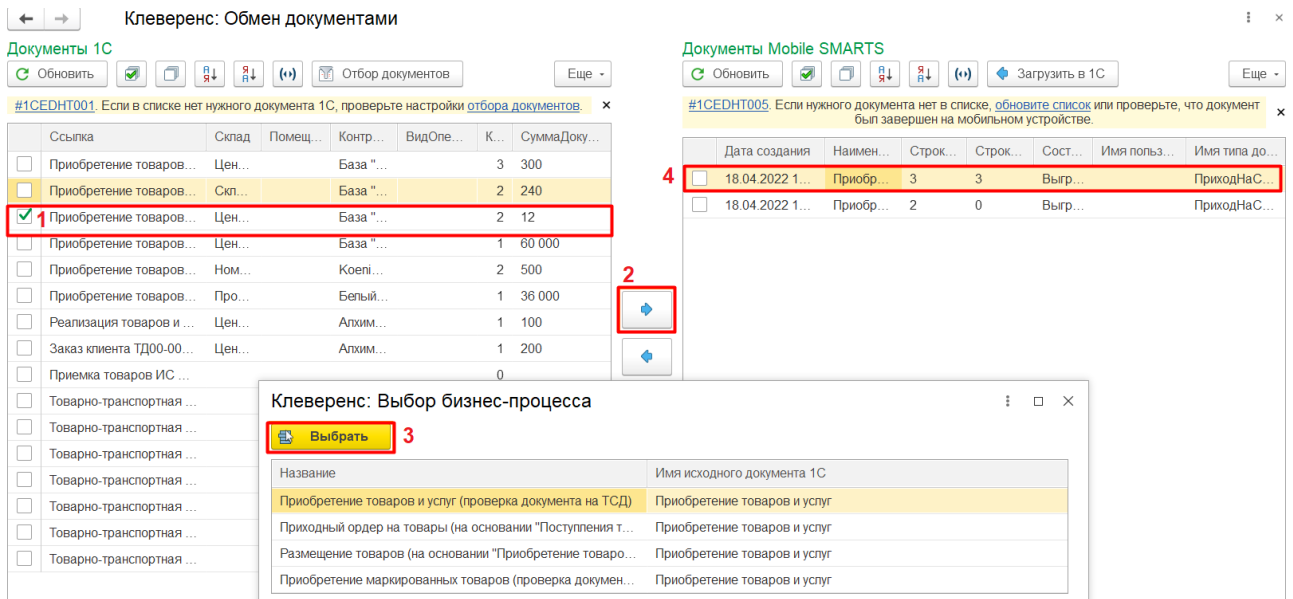 Клеверенс: Обмен документами
Документы 1С
Обновить Отбор документов Еще
#1CEDHT001. Если в списке нет нужного документа 1С, проверьте настройки отбора документов.
Ссылка Склад Помещ... Контр... ВидОпе... К... СуммаДоку...
Приобретение товаров... Цен... База "... 3 300
Приобретение товаров... Скл... База "... 2 240
1 Приобретение товаров... Цен... База "... 2 12
Приобретение товаров... Цен... База "... 1 60 000
Приобретение товаров... Ном... Koeni... 2 500
Приобретение товаров... Про... Белый... 1 36 000
Реализация товаров и ... Цен... Алхим... 1 100
Заказ клиента ТД00-00... Цен... Алхим... 1 200
Приемка товаров ИС ... 0
Товарно-транспортная ...
Товарно-транспортная ...
Товарно-транспортная ...
Товарно-транспортная ...
Товарно-транспортная ...
Товарно-транспортная ...
Товарно-транспортная ...
2
Документы Mobile SMARTS
Обновить Загрузить в 1С Еще
#1CEDHT005. Если нужного документа нет в списке, обновите список или проверьте, что документ
был завершен на мобильном устройстве.
Дата создания Наимен... Строк... Строк... Сост... Имя польз... Имя типа до...
4 18.04.2022 1... Приобр... 3 3 Выгр... ПриходНаС...
18.04.2022 1... Приобр... 2 0 Выгр... ПриходНаС...
Клеверенс: Выбор бизнес-процесса
Выбрать 3
Название Имя исходного документа 1С
Приобретение товаров и услуг (проверка документа на ТСД) Приобретение товаров и услуг
Приходный ордер на товары (на основании "Поступления т... Приобретение товаров и услуг
Размещение товаров (на основании "Приобретение товаро... Приобретение товаров и услуг
Приобретение маркированных товаров (проверка докумен... Приобретение товаров и услуг